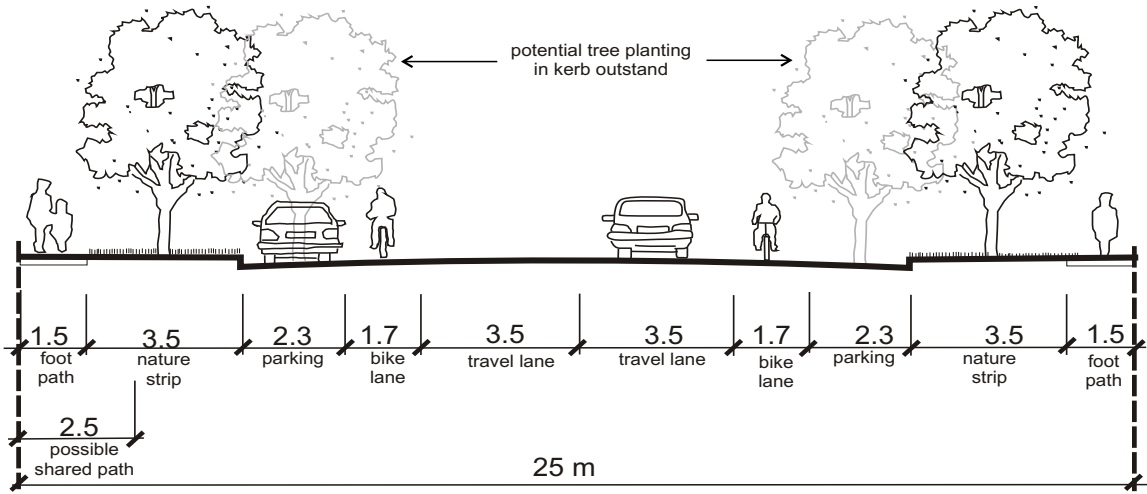 potential tree planting
in kerb outstand
1.5
foot
path
3.5
nature
strip
2.3
parking
1.7
bike
lane
3.5
travel lane
3.5
travel lane
1.7
bike
lane
2.3
parking
3.5
nature
strip
1.5
foot
path
2.5
possible
shared path
25 m